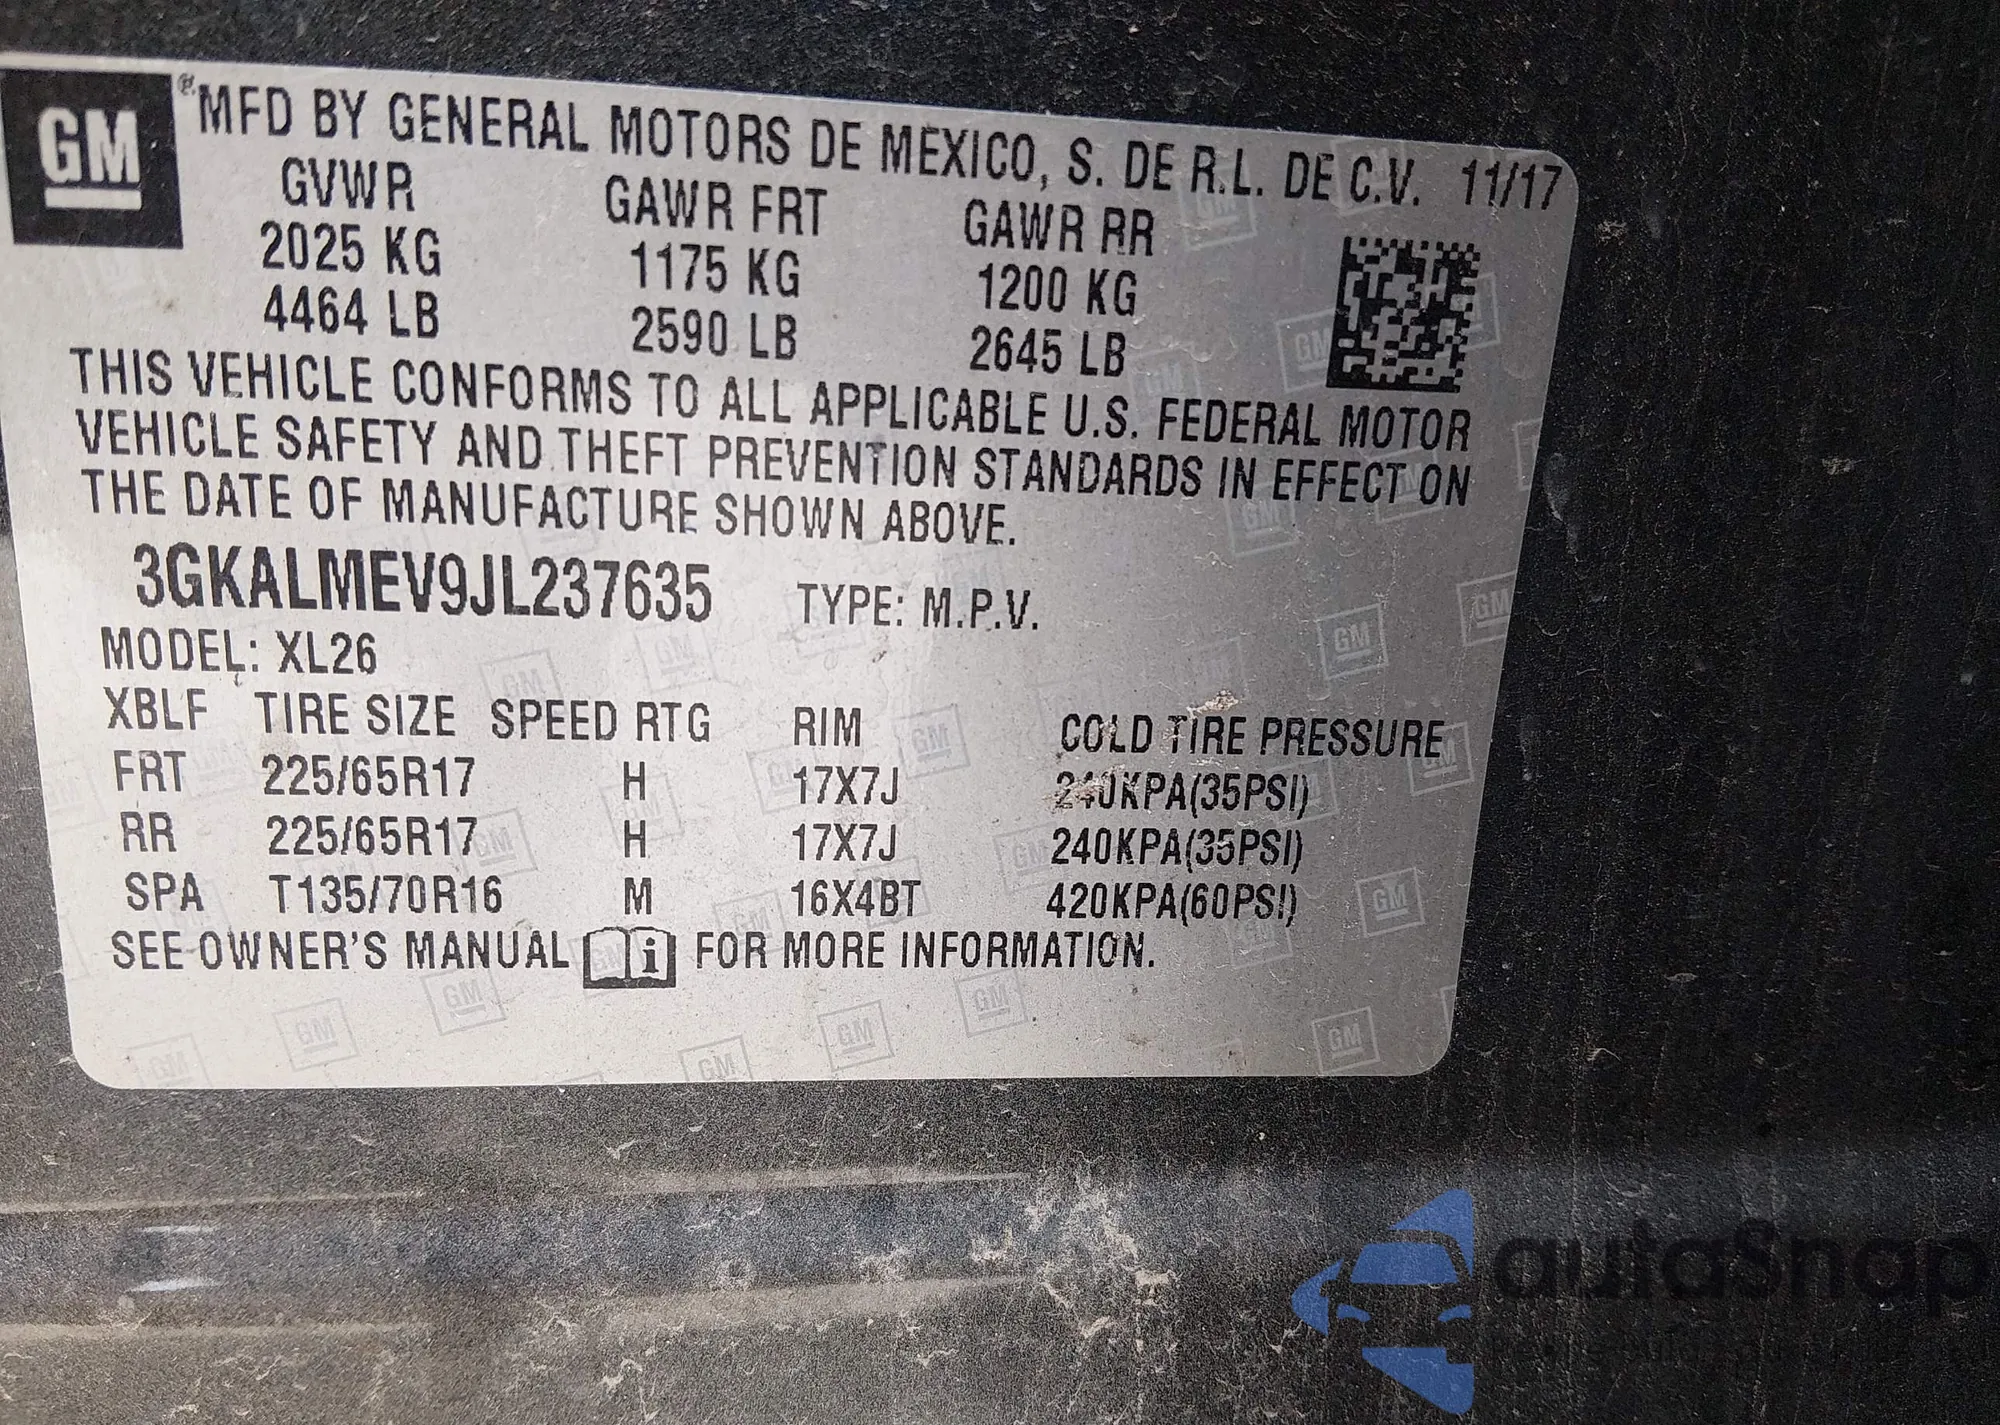 GM
MFD BY GENERAL MOTORS DE MEXICO, S. DE R.L. DE C.V. 11/17
GVWR GAWR FRT GAWR RR
2025 KG 1175 KG 1200 KG
4464 LB 2590 LB 2645 LB
THIS VEHICLE CONFORMS TO ALL APPLICABLE U.S. FEDERAL MOTOR
VEHICLE SAFETY AND THEFT PREVENTION STANDARDS IN EFFECT ON
THE DATE OF MANUFACTURE SHOWN ABOVE.
3GKALMEV9JL237635 TYPE: M.P.V.
MODEL: XL26
XBLF TIRE SIZE SPEED RTG RIM COLD TIRE PRESSURE
FRT 225/65R17 H 17X7J 240KPA(35PSI)
RR 225/65R17 H 17X7J 240KPA(35PSI)
SPA T135/70R16 M 16X4BT 420KPA(60PSI)
SEE OWNER'S MANUAL FOR MORE INFORMATION.
autaSnap